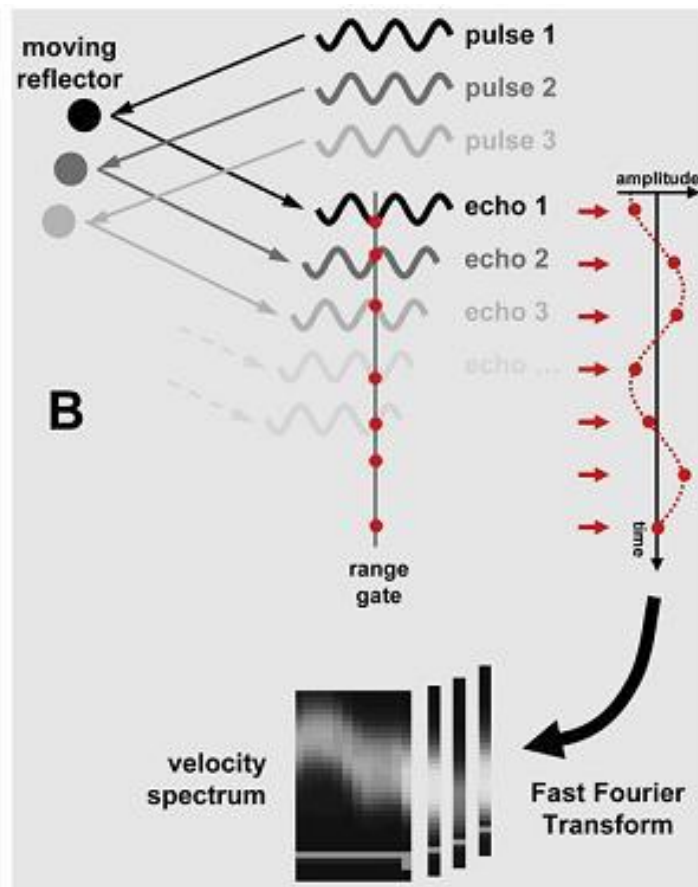 moving
reflector
pulse 1
pulse 2
pulse 3
amplitude
echo 1
echo 2
echo 3
echo ...
B
time
range
gate
velocity
spectrum
Fast Fourier
Transform